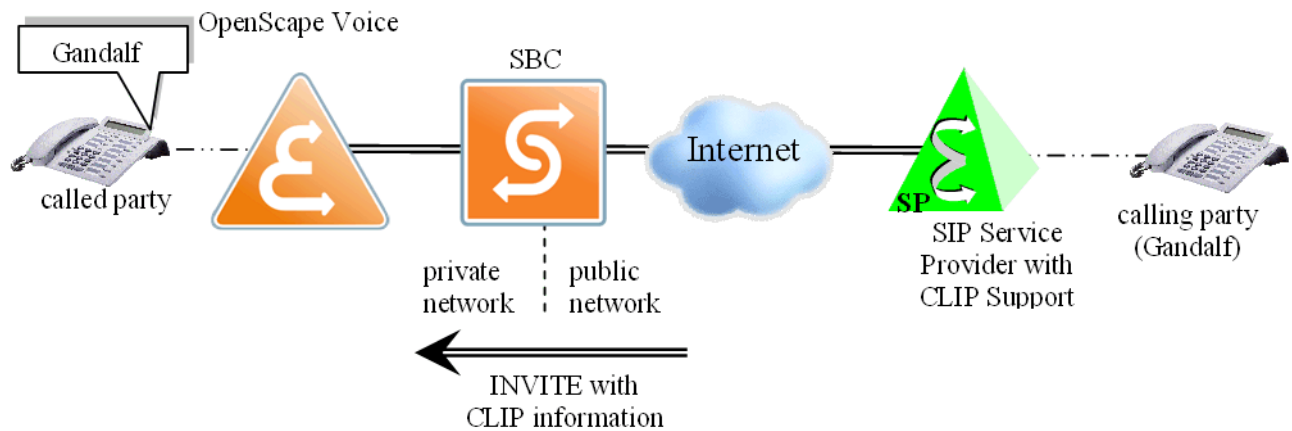 OpenScape Voice
Gandalf
SBC
Internet
SP
called party
calling party
(Gandalf)
SIP Service
Provider with
CLIP Support
private
network
public
network
INVITE with
CLIP information